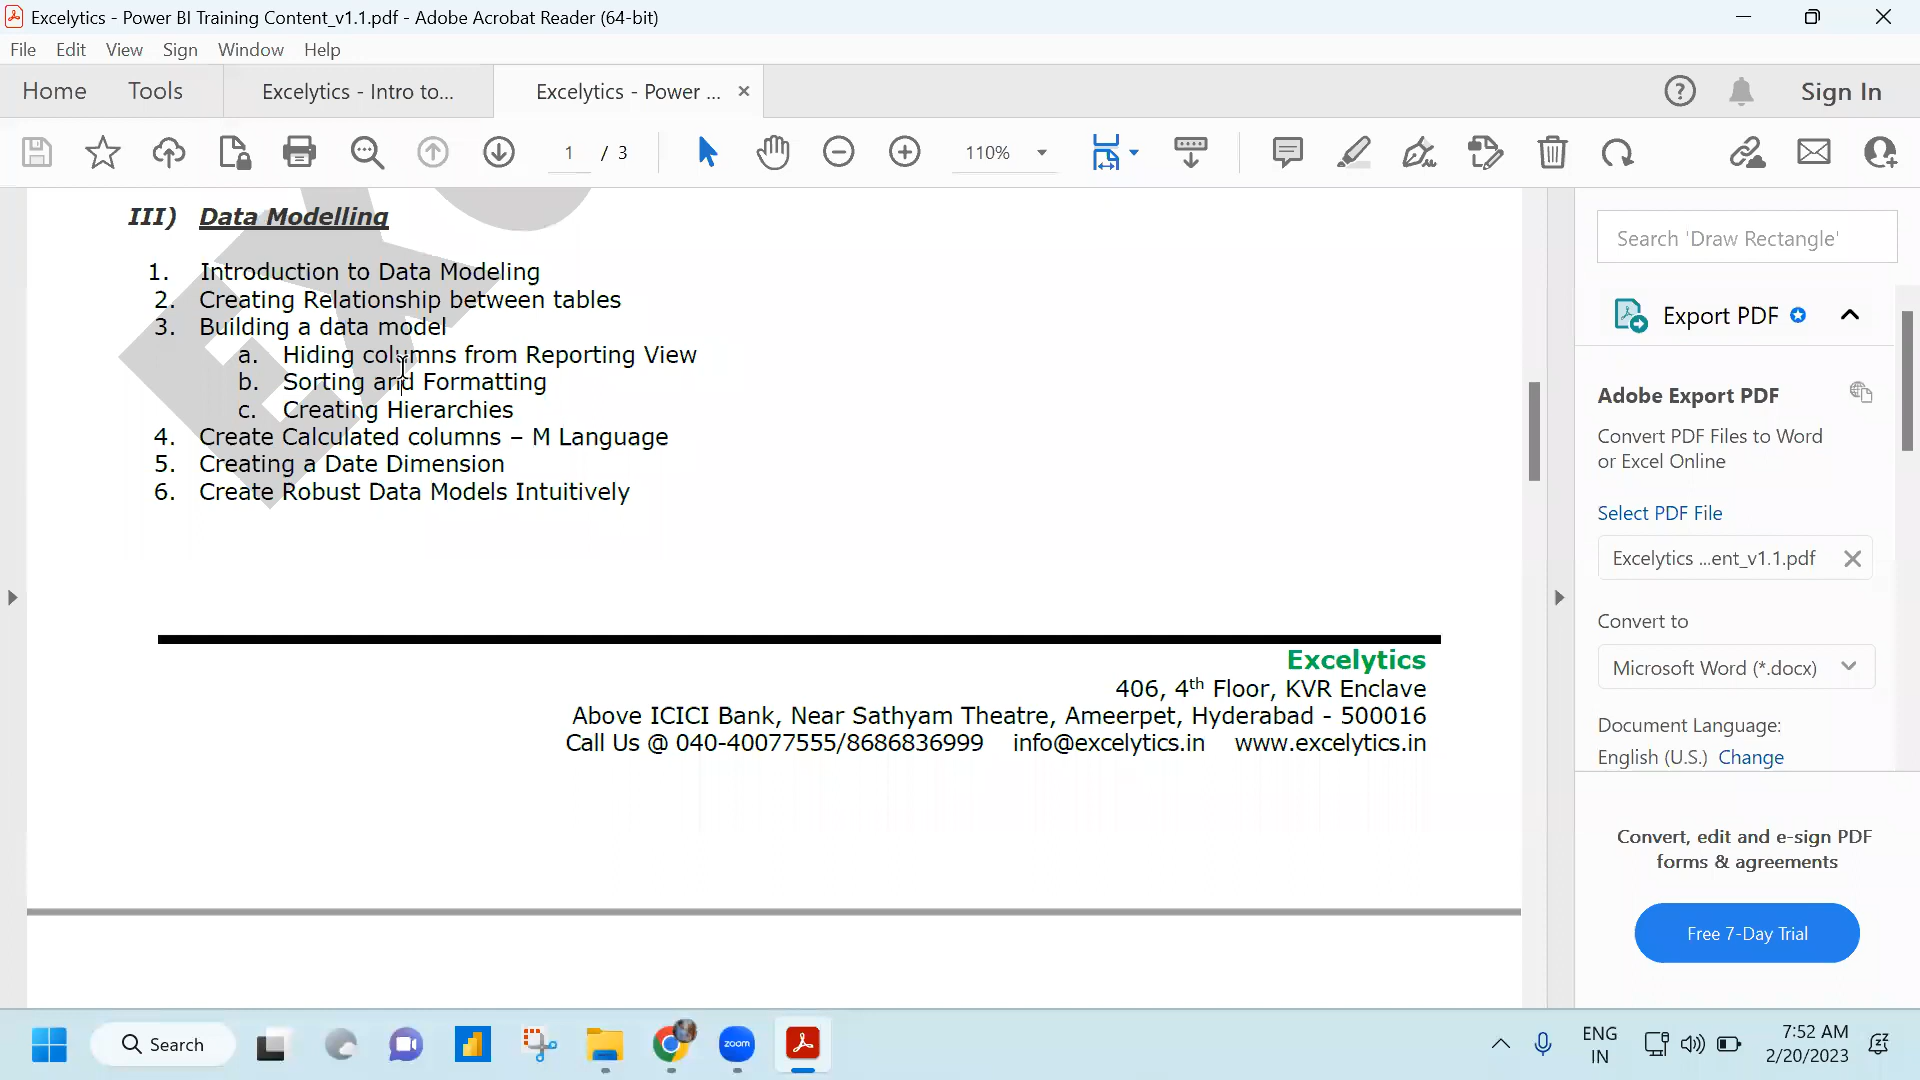 Excelytics - Power BI Training Content_v1.1.pdf - Adobe Acrobat Reader (64-bit)
File Edit View Sign Window Help
Home Tools Excelytics - Intro to... Excelytics - Power ... Sign In
1 / 3 110%
III) Data Modelling
1. Introduction to Data Modeling
2. Creating Relationship between tables
3. Building a data model
a. Hiding columns from Reporting View
b. Sorting and Formatting
c. Creating Hierarchies
4. Create Calculated columns – M Language
5. Creating a Date Dimension
6. Create Robust Data Models Intuitively
Excelytics
406, 4th Floor, KVR Enclave
Above ICICI Bank, Near Sathyam Theatre, Ameerpet, Hyderabad - 500016
Call Us @ 040-40077555/8686836999 info@excelytics.in www.excelytics.in
Search 'Draw Rectangle'
Export PDF
Adobe Export PDF
Convert PDF Files to Word
or Excel Online
Select PDF File
Excelytics ...ent_v1.1.pdf
Convert to
Microsoft Word (*.docx)
Document Language:
English (U.S.) Change
Convert, edit and e-sign PDF
forms & agreements
Free 7-Day Trial
Search
zoom
ENG
IN
7:52 AM
2/20/2023